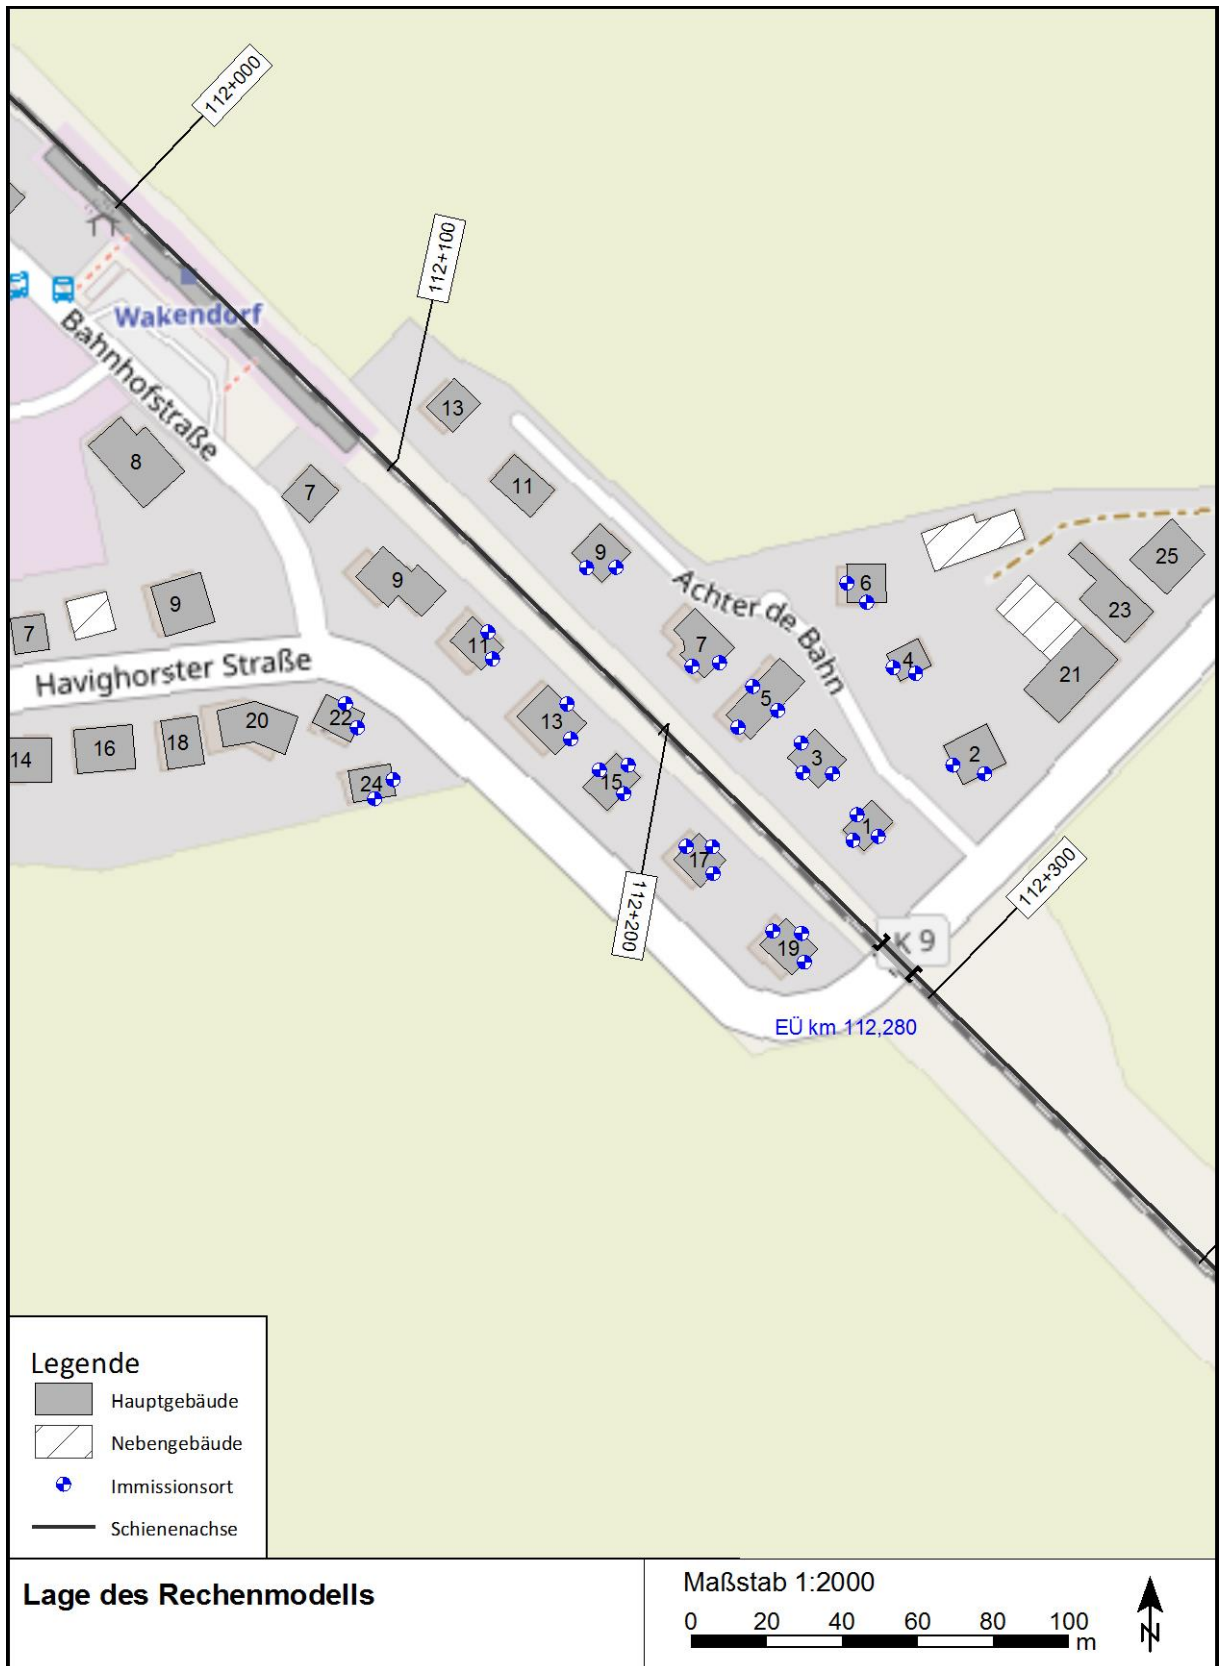 112+000
112+100
Wakendorf
Bahnhofstraße
13
8
11
7
9
9
Achter de Bahn
6
25
23
9
7
11
7
4
21
Havighorster Straße
5
22
20
13
3
2
14
16
18
24
15
1
17
112+300
112+200
19
K 9
EÜ km 112,280
Legende
Hauptgebäude
Nebengebäude
Immissionsort
Schienenachse
Lage des Rechenmodells
Maßstab 1:2000
0 20 40 60 80 100
m
N